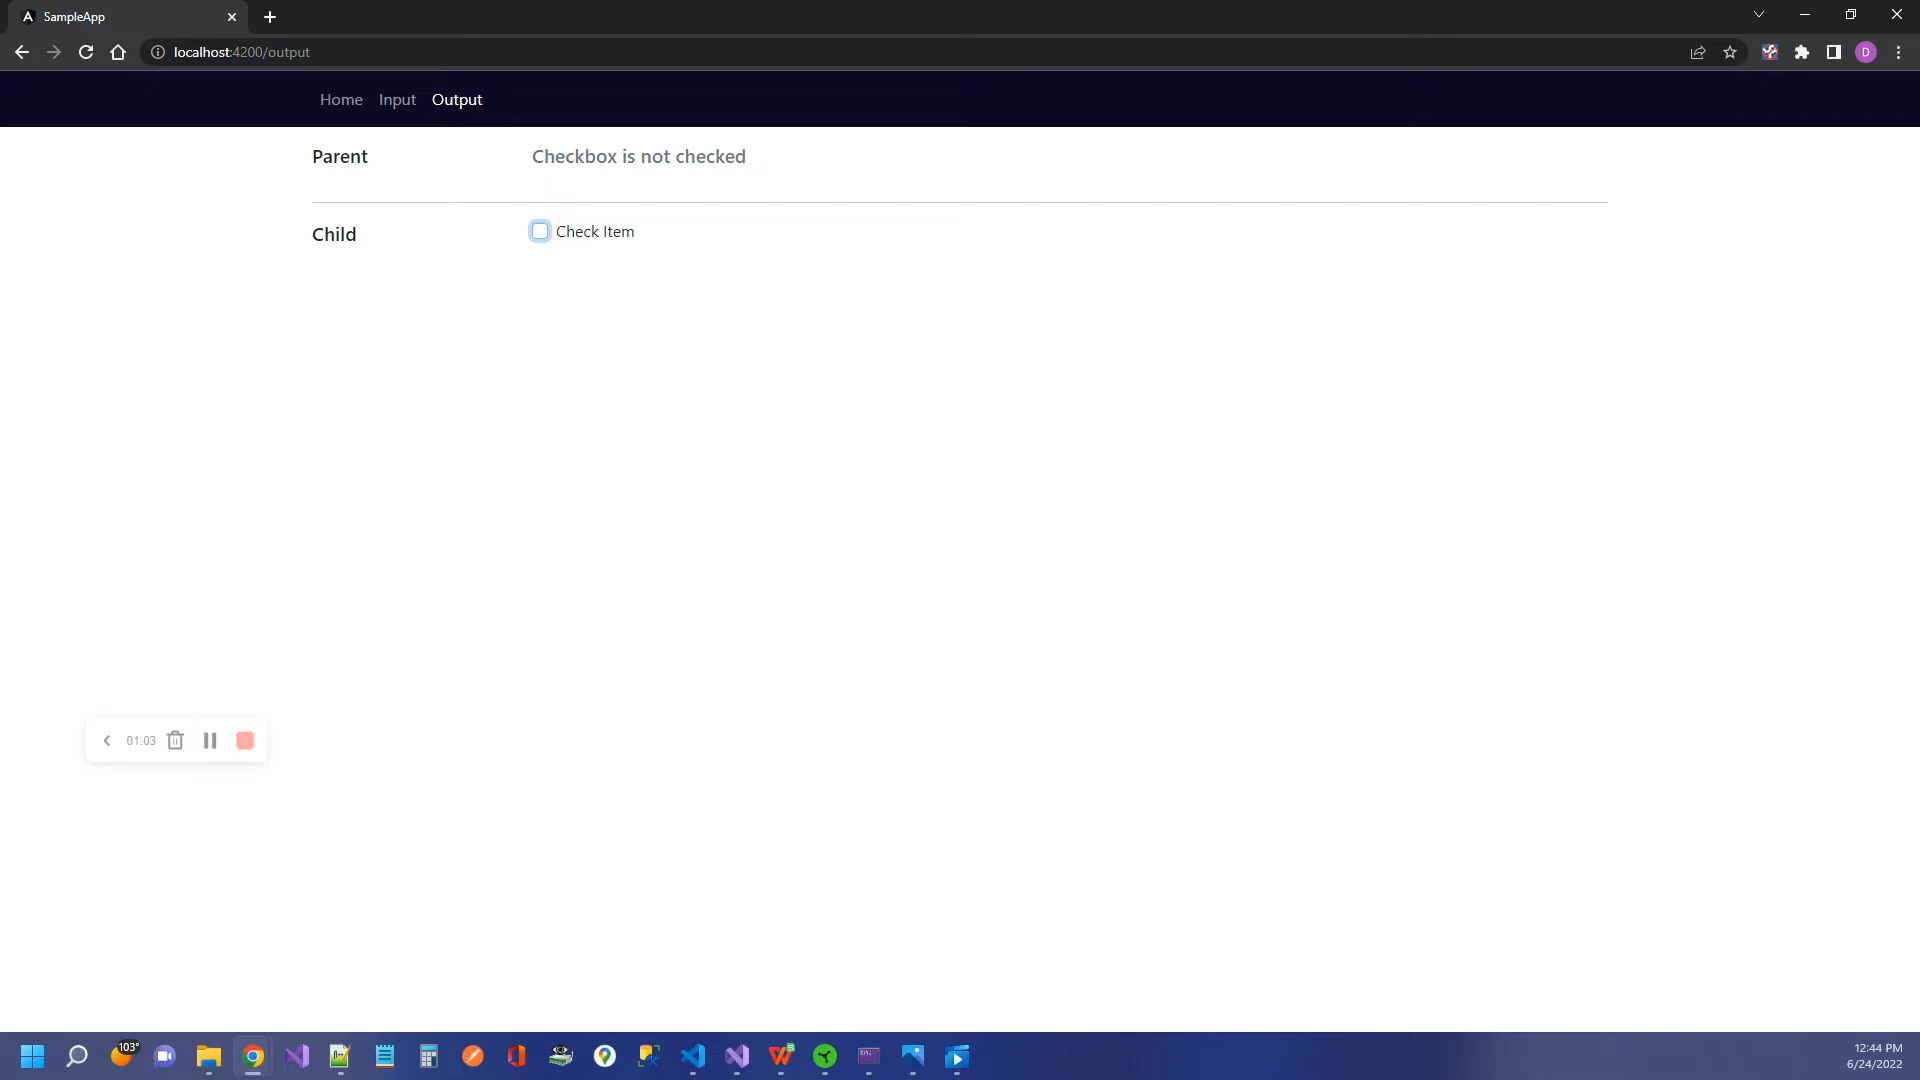 SampleApp
localhost:4200/output
D
Home Input Output
Parent Checkbox is not checked
Child Check Item
01:03
103°
12:44 PM
6/24/2022